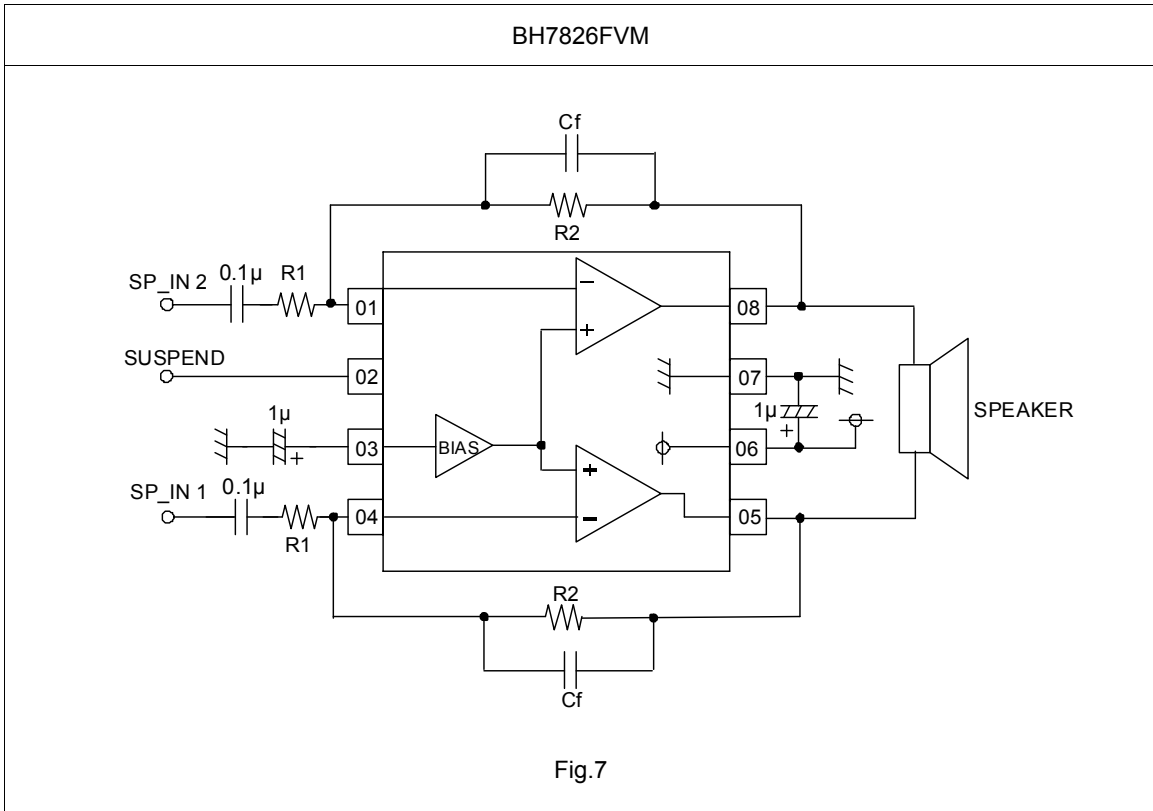 BH7826FVM
Cf
R2
SP_IN 2
0.1µ
R1
01
−
+
08
SUSPEND
02
07
1µ
+
03
BIAS
1µ
+
06
SPEAKER
SP_IN 1
0.1µ
R1
04
+
−
05
R2
Cf
Fig.7